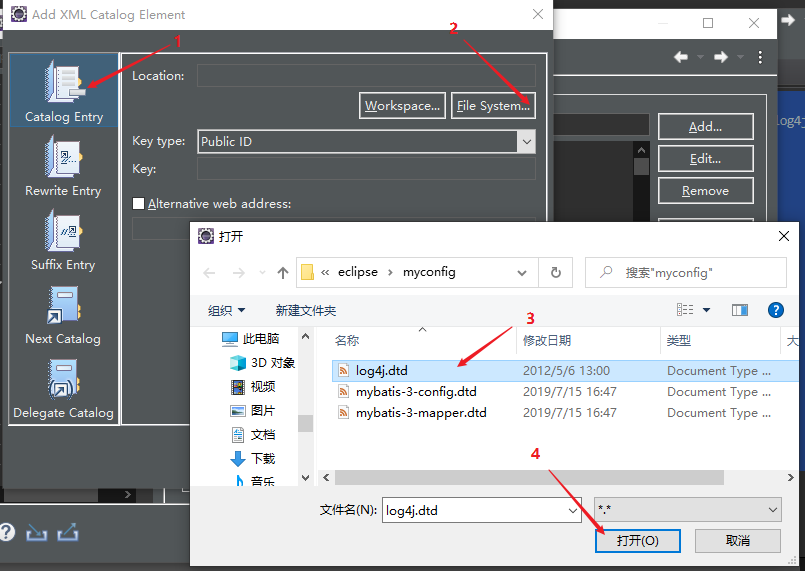 Add XML Catalog Element
1
2
Catalog Entry
Rewrite Entry
Suffix Entry
Next Catalog
Delegate Catalog
Location:
Workspace...
File System...
Key type:
Public ID
Key:
Alternative web address:
Add...
Edit...
Remove
log4j
打开
« eclipse › myconfig
搜索"myconfig"
组织
新建文件夹
此电脑
3D 对象
视频
图片
文档
下载
音乐
名称
修改日期
类型
大
3
log4j.dtd
2012/5/6 13:00
Document Type ...
mybatis-3-config.dtd
2019/7/15 16:47
Document Type ...
mybatis-3-mapper.dtd
2019/7/15 16:47
Document Type ...
4
文件名(N):
log4j.dtd
*.*
打开(O)
取消